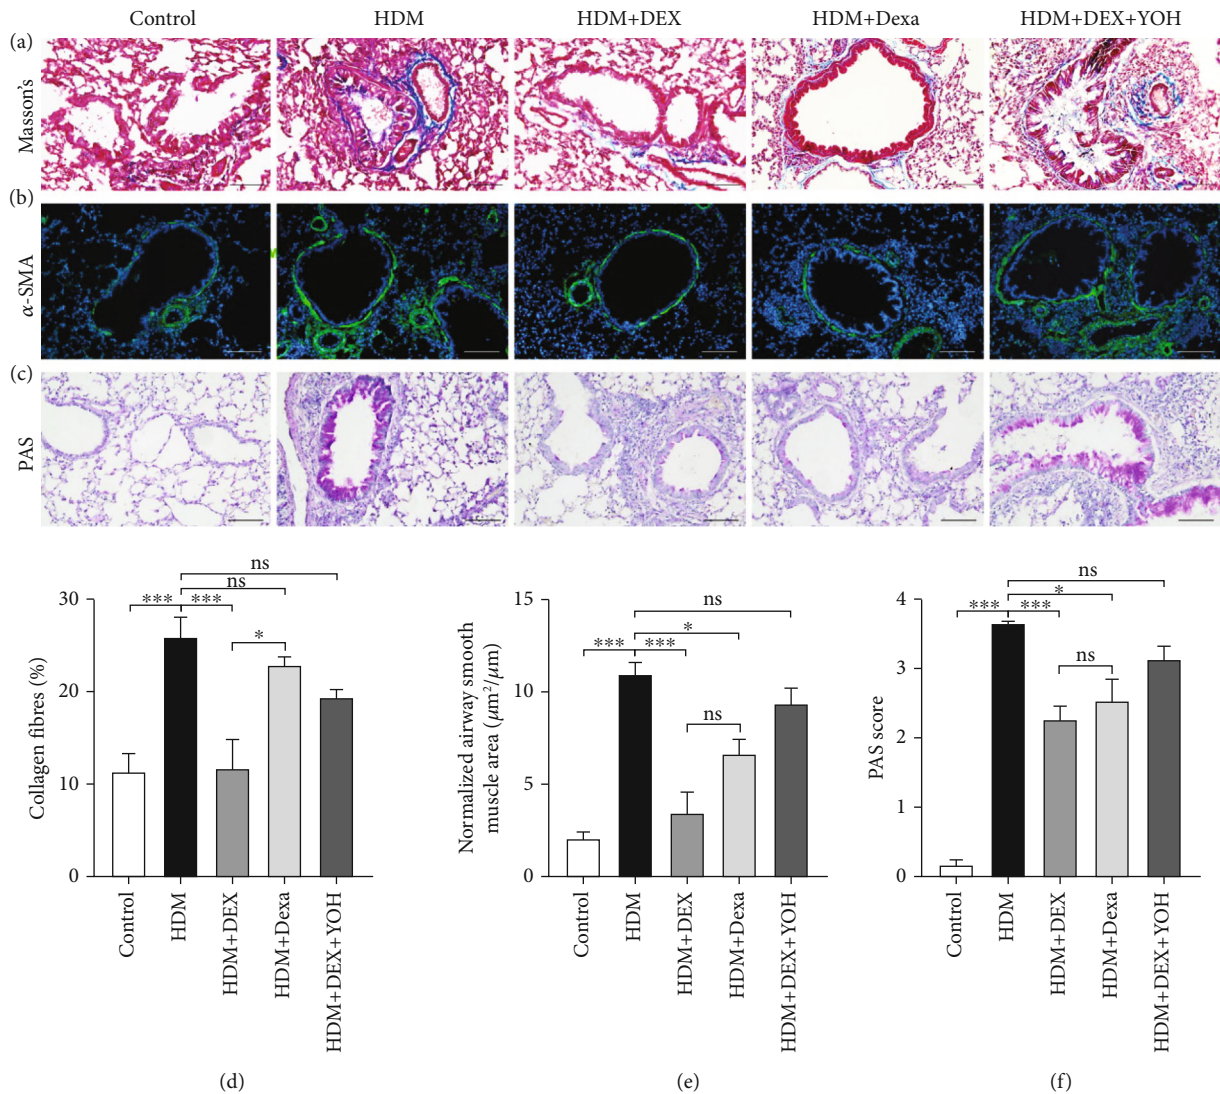 Control HDM HDM+DEX HDM+Dexa HDM+DEX+YOH
(a)
Masson's
(b)
α-SMA
(c)
PAS
ns
ns
*** ***
*
30
20
10
0
Collagen fibres (%)
Control
HDM
HDM+DEX
HDM+Dexa
HDM+DEX+YOH
(d)
ns
*
*** ***
ns
15
10
5
0
Normalized airway smooth
muscle area (μm²/μm)
Control
HDM
HDM+DEX
HDM+Dexa
HDM+DEX+YOH
(e)
ns
*
*** ***
ns
4
3
2
1
0
PAS score
Control
HDM
HDM+DEX
HDM+Dexa
HDM+DEX+YOH
(f)